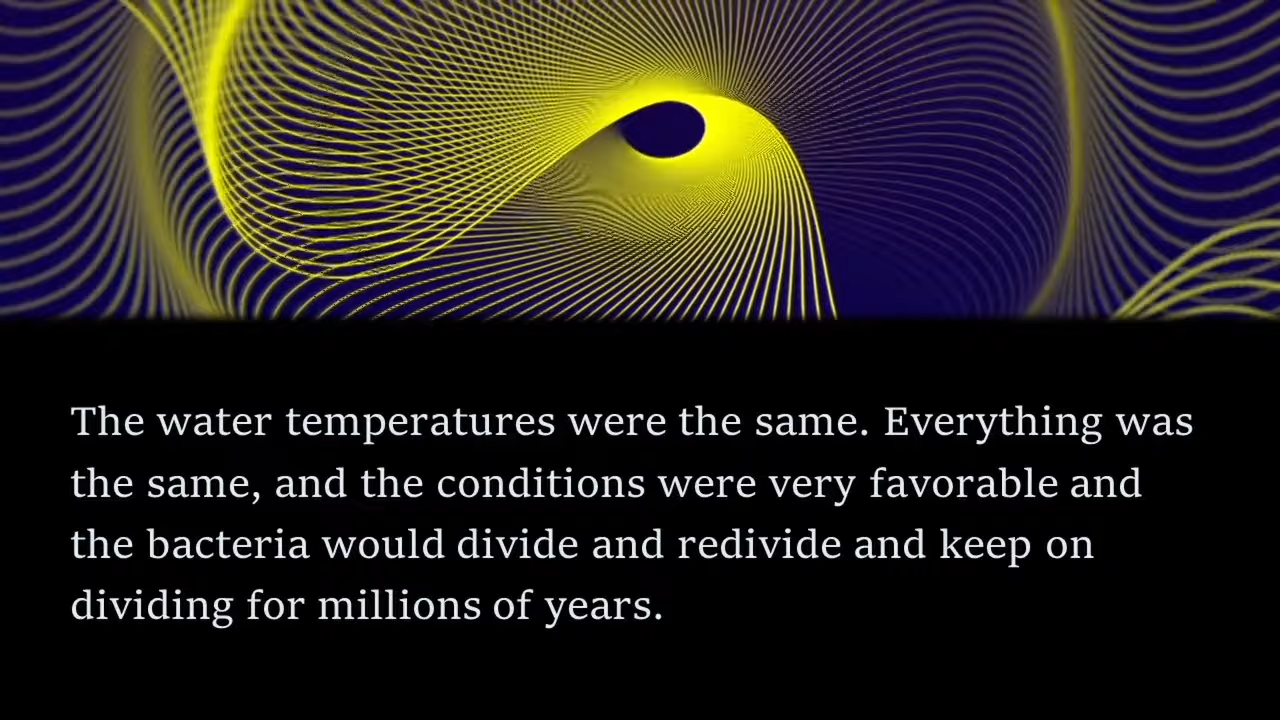 The water temperatures were the same. Everything was
the same, and the conditions were very favorable and
the bacteria would divide and redivide and keep on
dividing for millions of years.